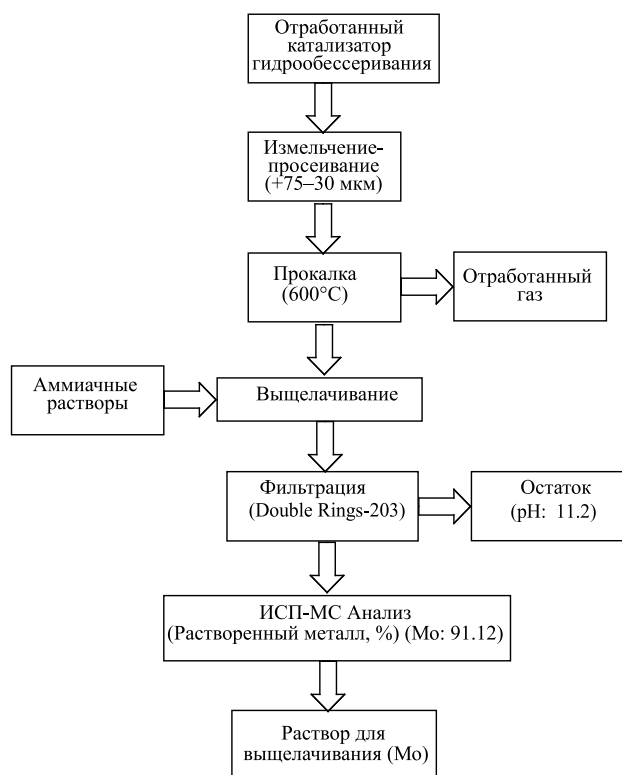 Отработанный
катализатор
гидрообессеривания
Измельчение-
просеивание
(+75–30 мкм)
Прокалка
(600°C)
Отработанный
газ
Аммиачные
растворы
Выщелачивание
Фильтрация
(Double Rings-203)
Остаток
(pH: 11.2)
ИСП-МС Анализ
(Растворенный металл, %) (Mo: 91.12)
Раствор для
выщелачивания (Mo)